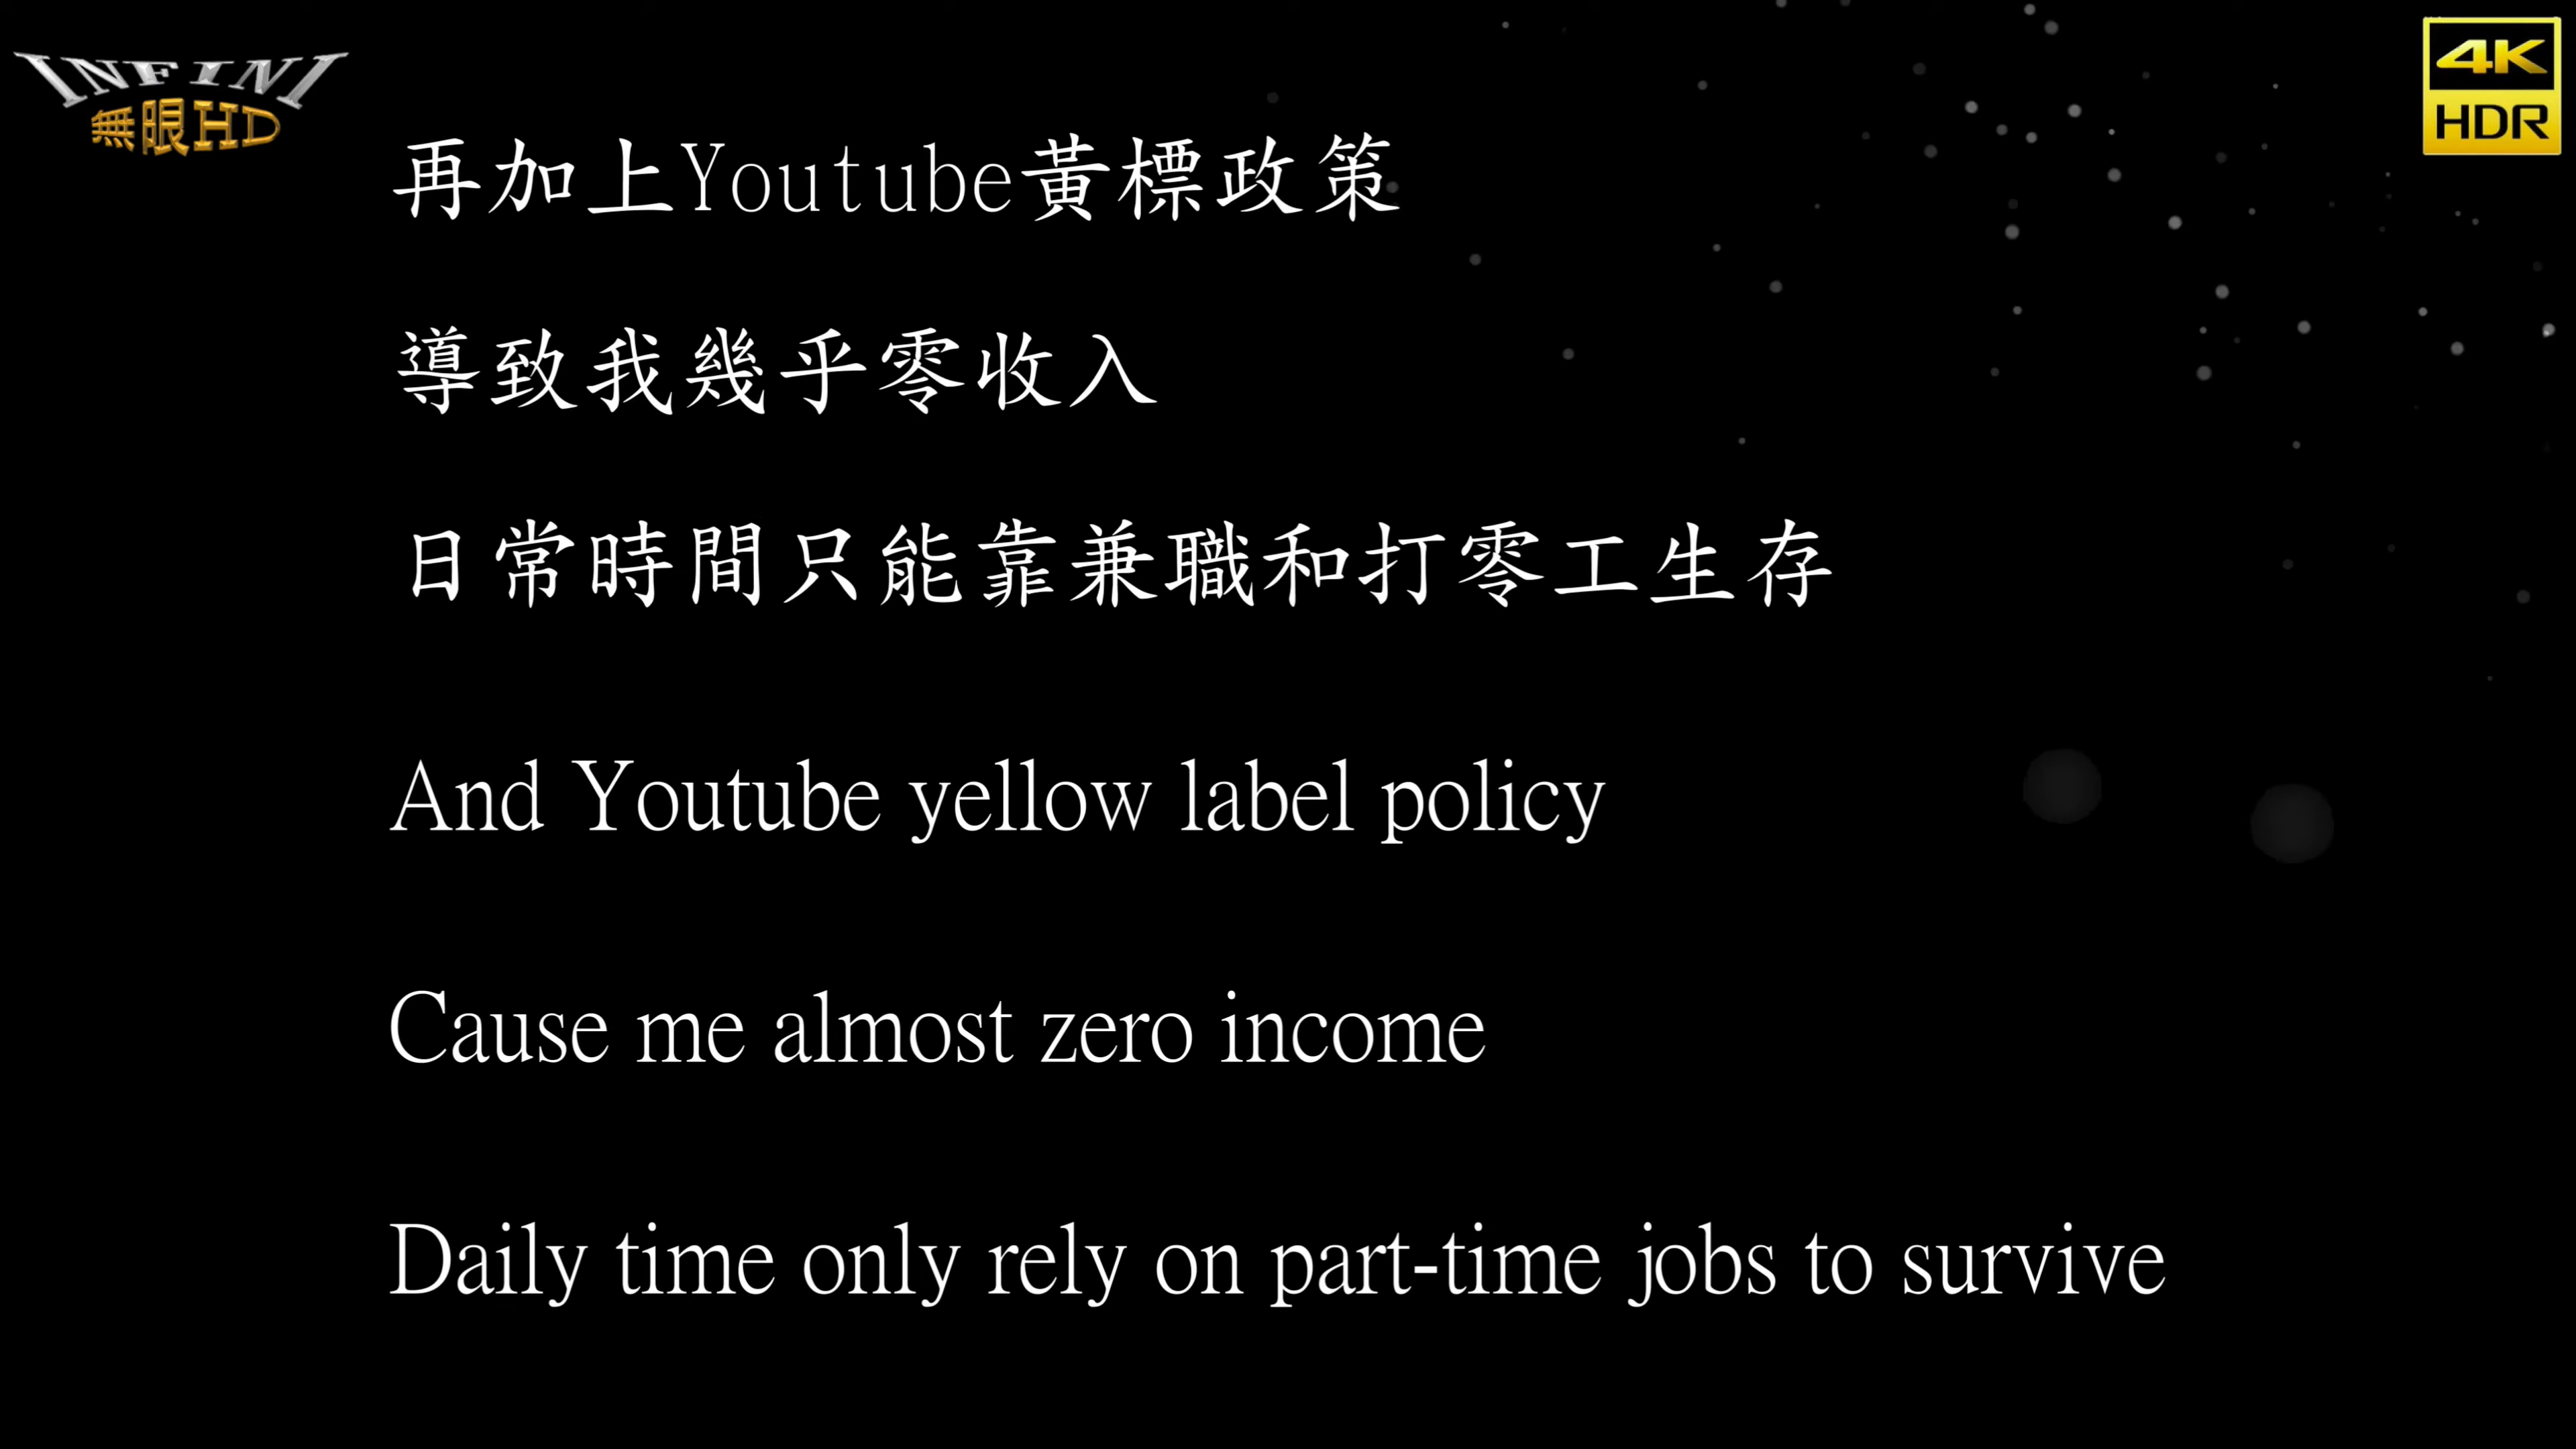 INFINI
無眼HD
4K
HDR
再加上Youtube黃標政策
導致我幾乎零收入
日常時間只能靠兼職和打零工生存
And Youtube yellow label policy
Cause me almost zero income
Daily time only rely on part-time jobs to survive